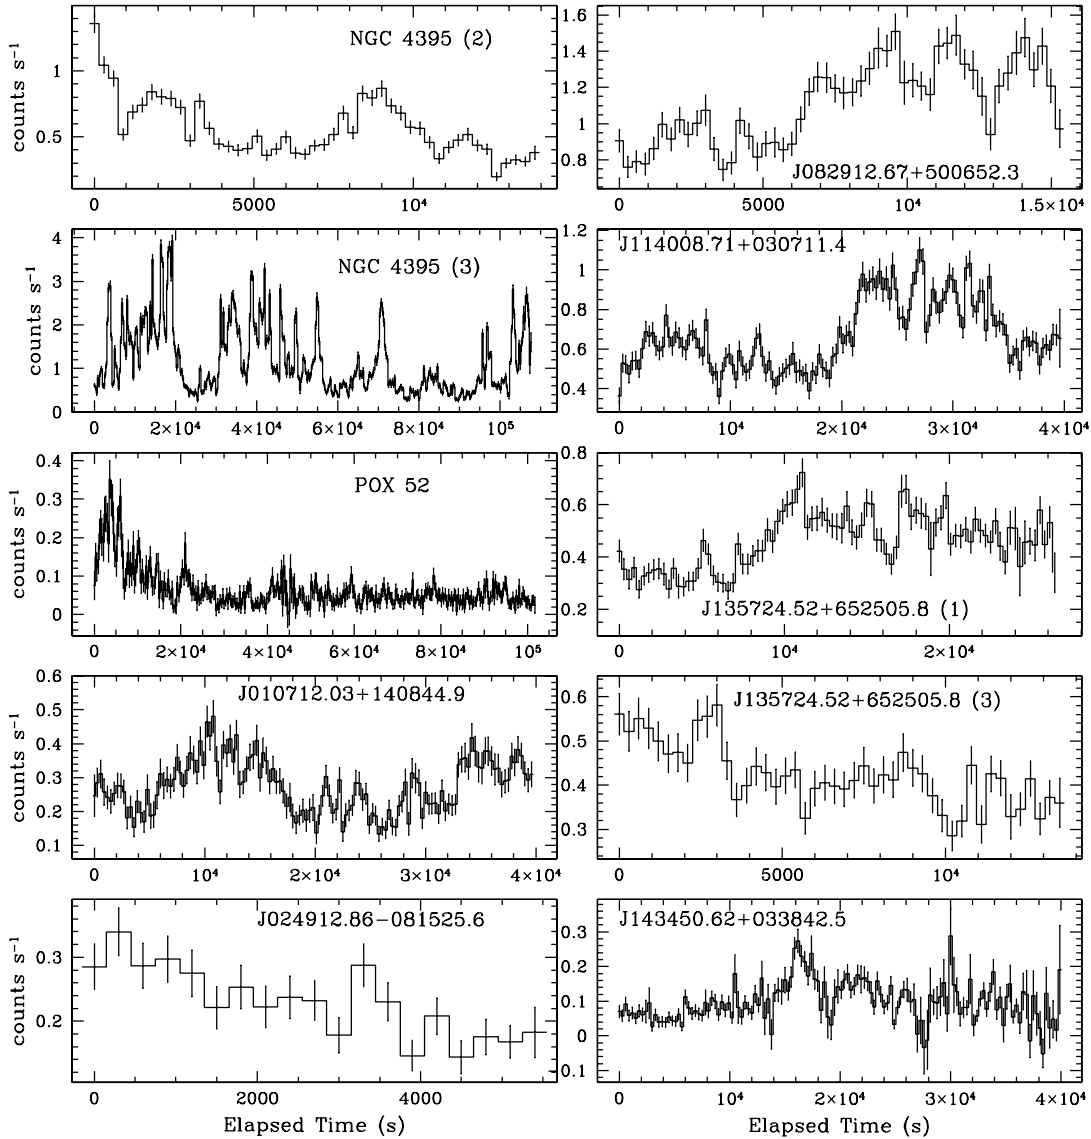 counts s⁻¹
1
0.5
NGC 4395 (2)
0 5000 10⁴
1.6
1.4
1.2
1
0.8
J082912.67+500652.3
0 5000 10⁴ 1.5×10⁴
counts s⁻¹
4
3
2
1
0
NGC 4395 (3)
0 2×10⁴ 4×10⁴ 6×10⁴ 8×10⁴ 10⁵
1.2
1
0.8
0.6
0.4
J114008.71+030711.4
0 10⁴ 2×10⁴ 3×10⁴ 4×10⁴
counts s⁻¹
0.4
0.3
0.2
0.1
0
POX 52
0 2×10⁴ 4×10⁴ 6×10⁴ 8×10⁴ 10⁵
0.8
0.6
0.4
0.2
J135724.52+652505.8 (1)
0 10⁴ 2×10⁴
counts s⁻¹
0.6
0.5
0.4
0.3
0.2
0.1
J010712.03+140844.9
0 10⁴ 2×10⁴ 3×10⁴ 4×10⁴
0.6
0.5
0.4
0.3
J135724.52+652505.8 (3)
0 5000 10⁴
counts s⁻¹
0.3
0.2
J024912.86−081525.6
0 2000 4000
Elapsed Time (s)
0.3
0.2
0.1
0
−0.1
J143450.62+033842.5
0 10⁴ 2×10⁴ 3×10⁴ 4×10⁴
Elapsed Time (s)